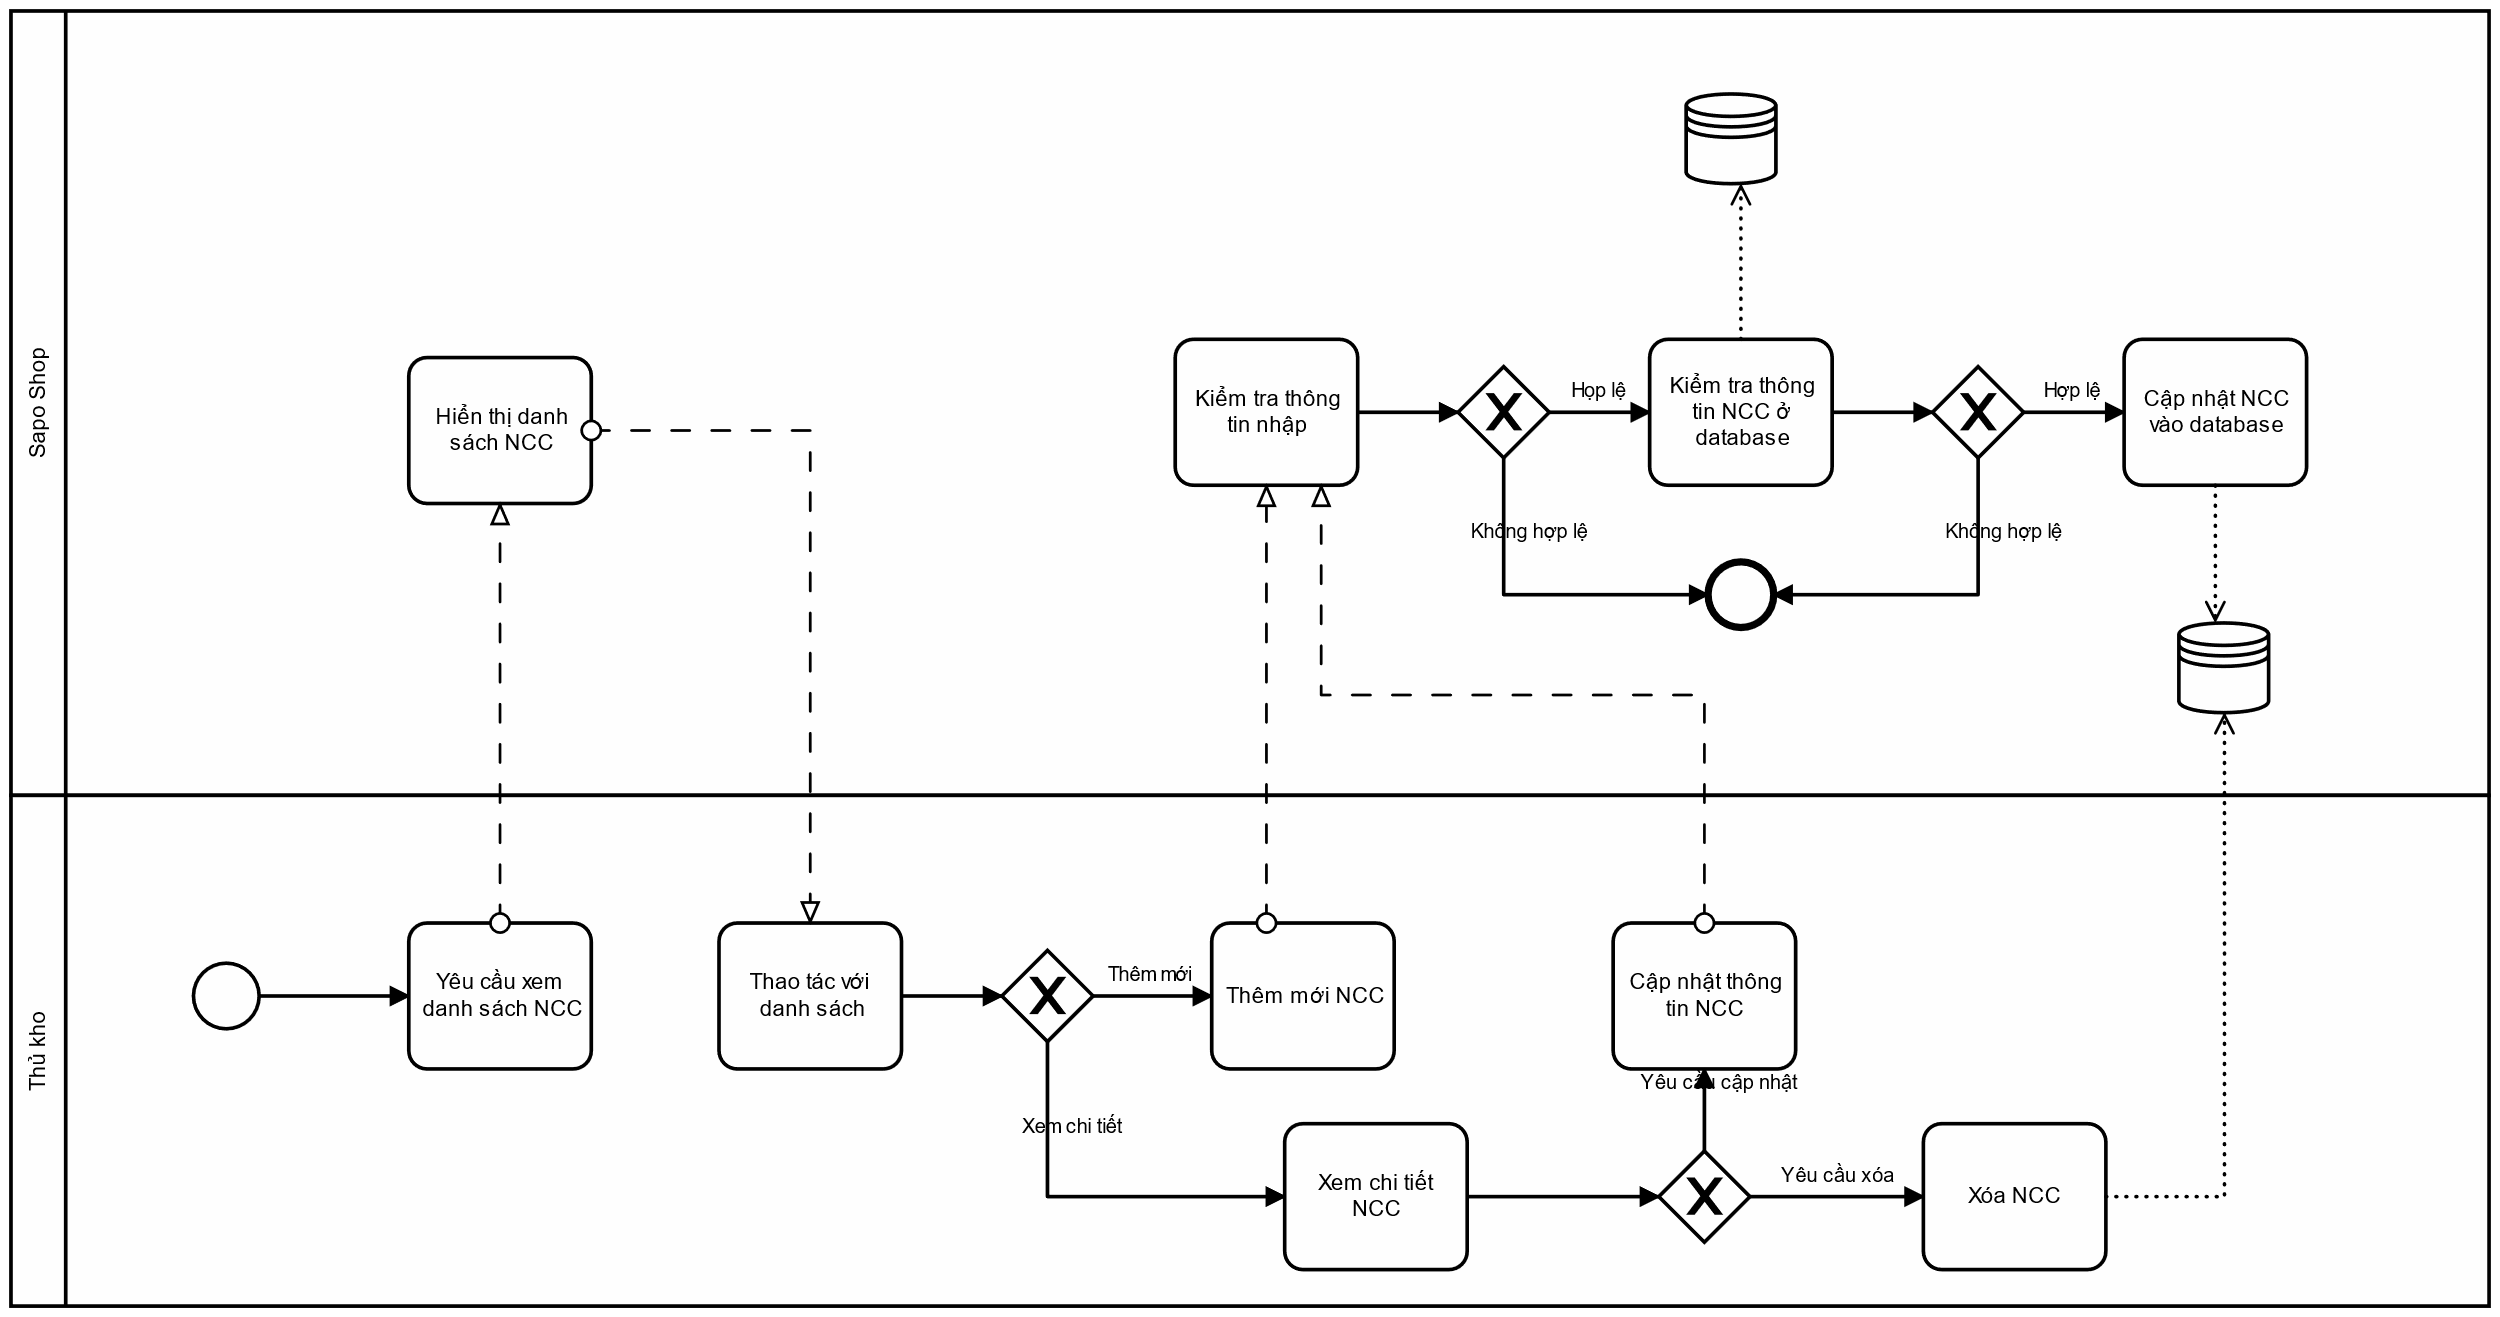 Sapo Shop
Hiển thị danh
sách NCC
Kiểm tra thông
tin nhập
Họp lệ
Kiểm tra thông
tin NCC ở
database
Hợp lệ
Cập nhật NCC
vào database
Không hợp lệ
Không hợp lệ
Thủ kho
Yêu cầu xem
danh sách NCC
Thao tác với
danh sách
Thêm mới
Thêm mới NCC
Cập nhật thông
tin NCC
Yêu cầu cập nhật
Xem chi tiết
Xem chi tiết
NCC
Yêu cầu xóa
Xóa NCC